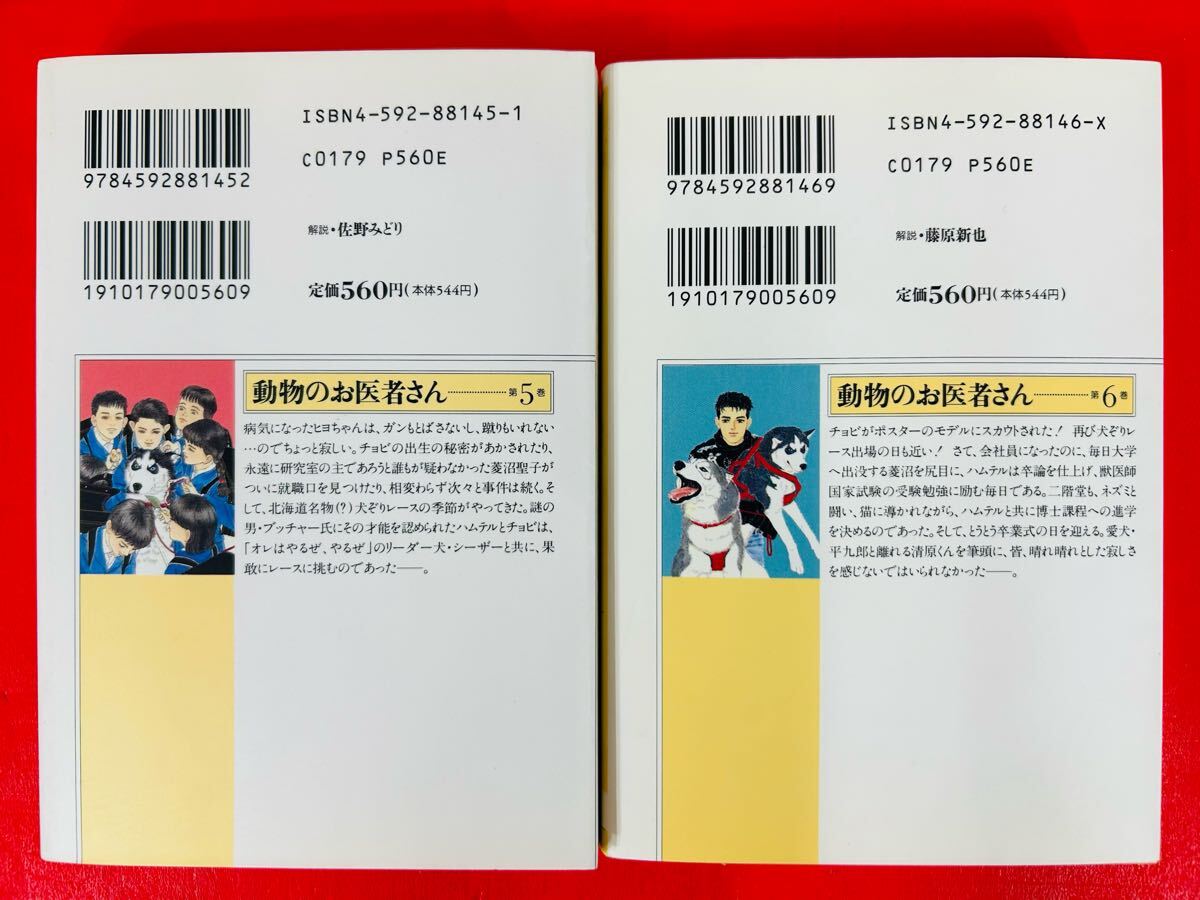 ISBN4-592-88145-1
C0179 P560E
9784592881452
解説・佐野みどり
1910179005609
定価560円(本体544円)
動物のお医者さん 第5巻
病気になったヒヨちゃんは、ガンもとばさないし、蹴りもいれない
…のでちょっと寂しい。チョビの出生の秘密があかされたり、
永遠に研究室の主であろうと誰もが疑わなかった菱沼聖子が
ついに就職口を見つけたり、相変わらず次々と事件は続く。そ
して、北海道名物(?)犬ぞりレースの季節がやってきた。謎の
男・ブッチャー氏にその才能を認められたハムテルとチョビは、
「オレはやるぜ、やるぜ」のリーダー犬・シーザーと共に、果
敢にレースに挑むのであった——。
ISBN4-592-88146-X
C0179 P560E
9784592881469
解説・藤原新也
1910179005609
定価560円(本体544円)
動物のお医者さん 第6巻
チョビがポスターのモデルにスカウトされた! 再び犬ぞりレ
ース出場の日も近い! さて、会社員になったのに、毎日大学
へ出没する菱沼を尻目に、ハムテルは卒論を仕上げ、獣医師
国家試験の受験勉強に励む毎日である。二階堂も、ネズミと
闘い、猫に導かれながら、ハムテルと共に博士課程への進学
を決めるのであった。そして、とうとう卒業式の日を迎える。愛犬・
平九郎と離れる清原くんを筆頭に、皆、晴れ晴れとした寂しさ
を感じないではいられなかった——。